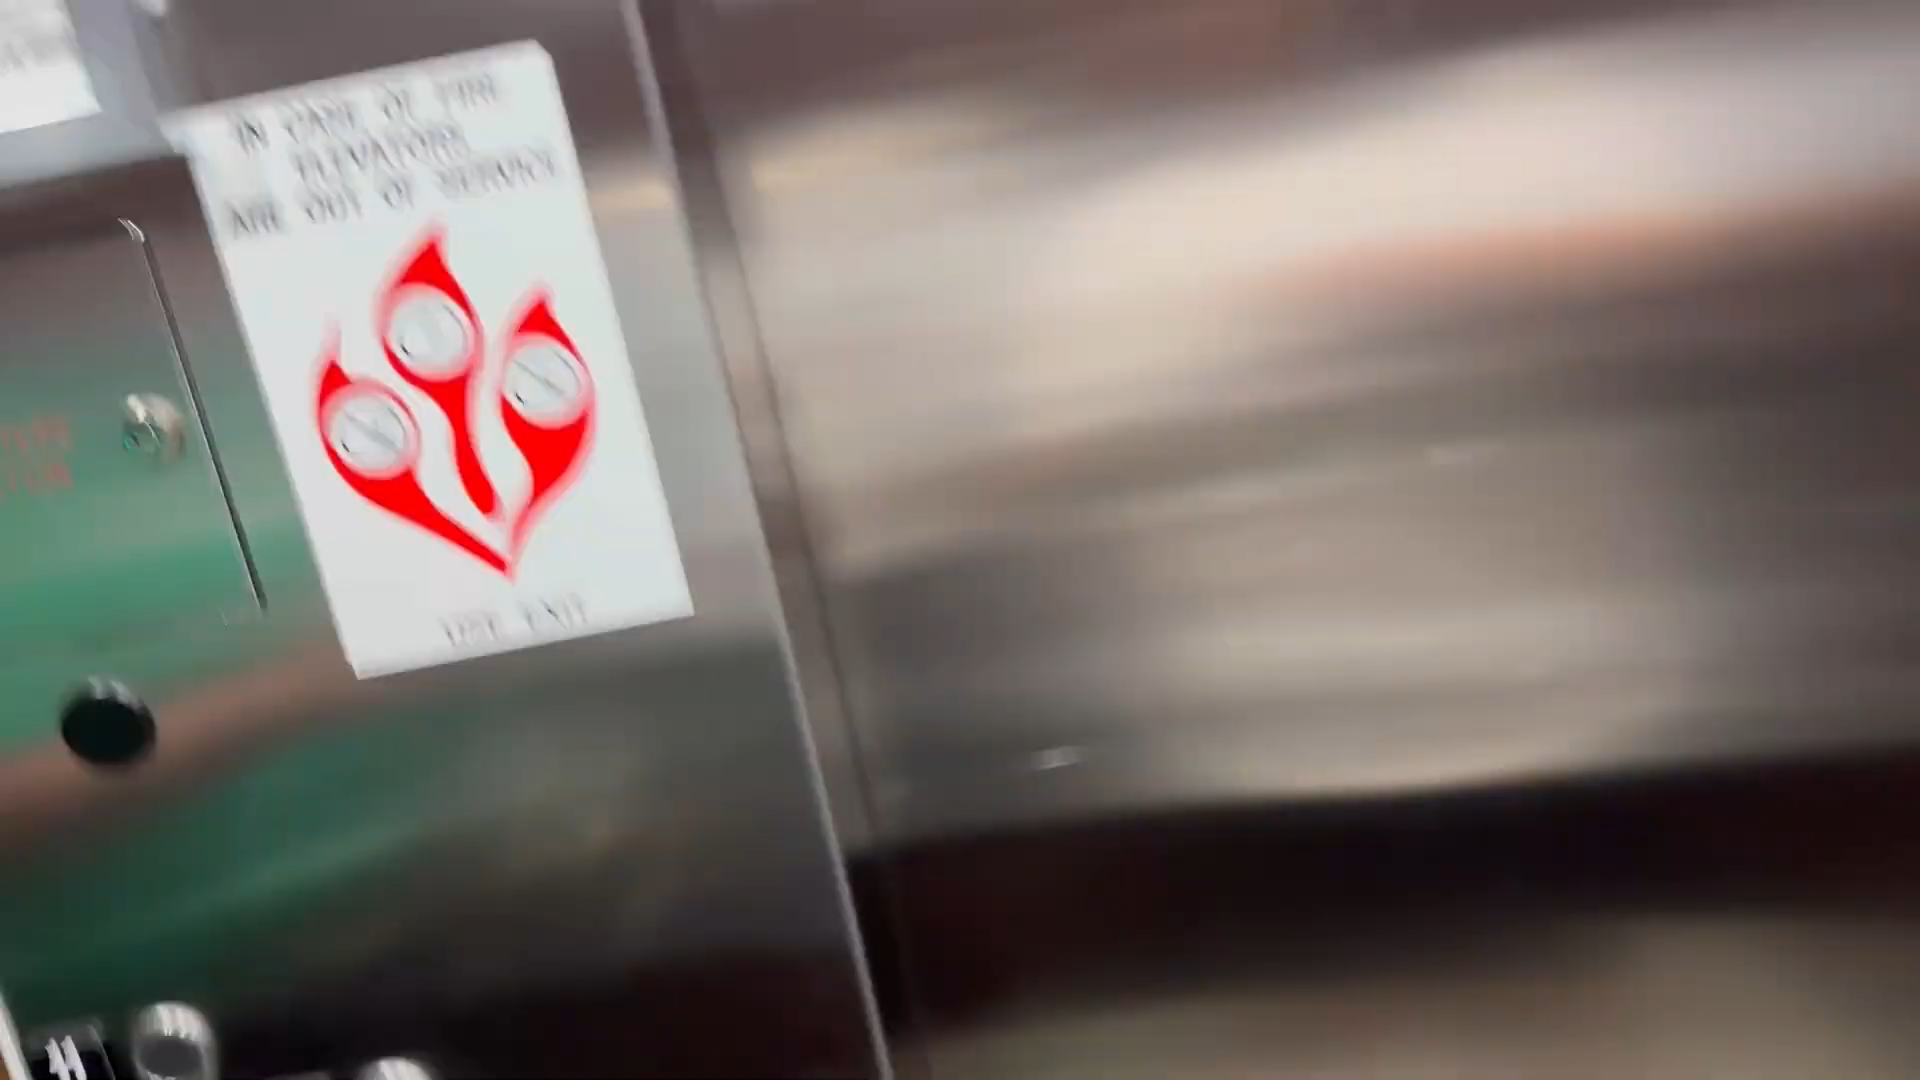 IN CASE OF FIRE
ELEVATORS
ARE OUT OF SERVICE
USE EXIT